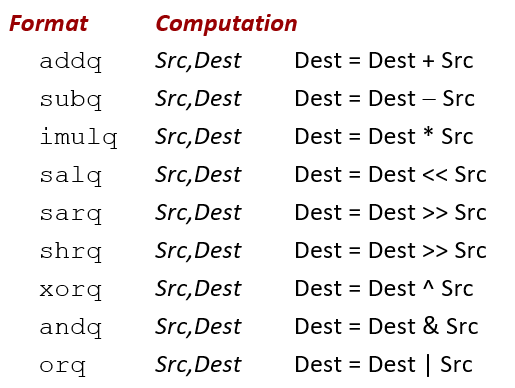 Format Computation
addq Src,Dest Dest = Dest + Src
subq Src,Dest Dest = Dest – Src
imulq Src,Dest Dest = Dest * Src
salq Src,Dest Dest = Dest << Src
sarq Src,Dest Dest = Dest >> Src
shrq Src,Dest Dest = Dest >> Src
xorq Src,Dest Dest = Dest ^ Src
andq Src,Dest Dest = Dest & Src
orq Src,Dest Dest = Dest | Src